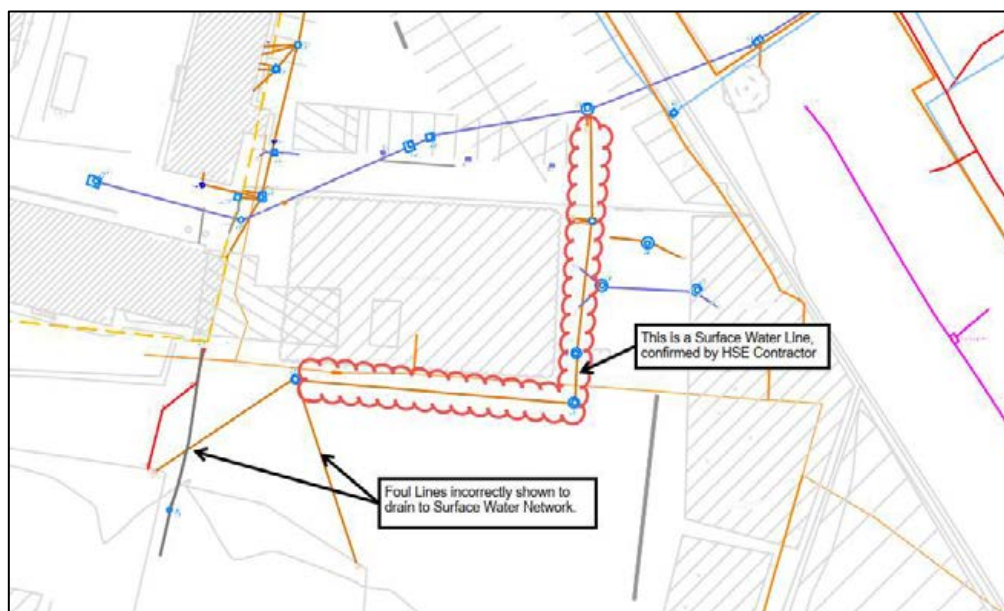 This is a Surface Water Line,
confirmed by HSE Contractor
Foul Lines incorrectly shown to
drain to Surface Water Network.